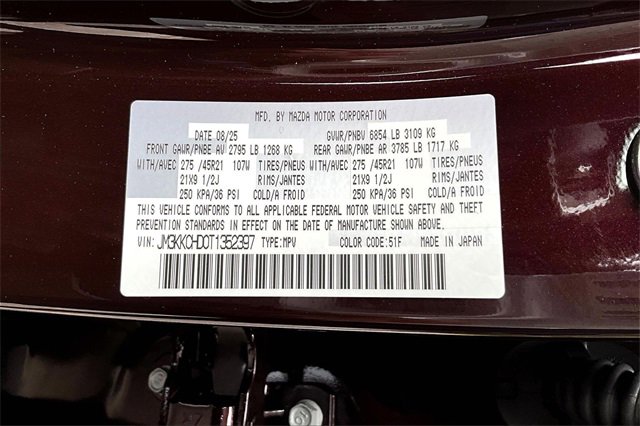 MFD. BY MAZDA MOTOR CORPORATION
DATE 08/25 GVWR/PNBV 6854 LB 3109 KG
FRONT GAWR/PNBE AV 2795 LB 1268 KG REAR GAWR/PNBE AR 3785 LB 1717 KG
WITH/AVEC 275 /45R21 107W TIRES/PNEUS WITH/AVEC 275 /45R21 107W TIRES/PNEUS
21X9 1/2J RIMS/JANTES 21X9 1/2J RIMS/JANTES
250 KPA/36 PSI COLD/A FROID 250 KPA/36 PSI COLD/A FROID
THIS VEHICLE CONFORMS TO ALL APPLICABLE FEDERAL MOTOR VEHICLE SAFETY AND THEFT
PREVENTION STANDARDS IN EFFECT ON THE DATE OF MANUFACTURE SHOWN ABOVE.
VIN: JM3KKCHD0T1352397 TYPE:MPV COLOR CODE:51F MADE IN JAPAN